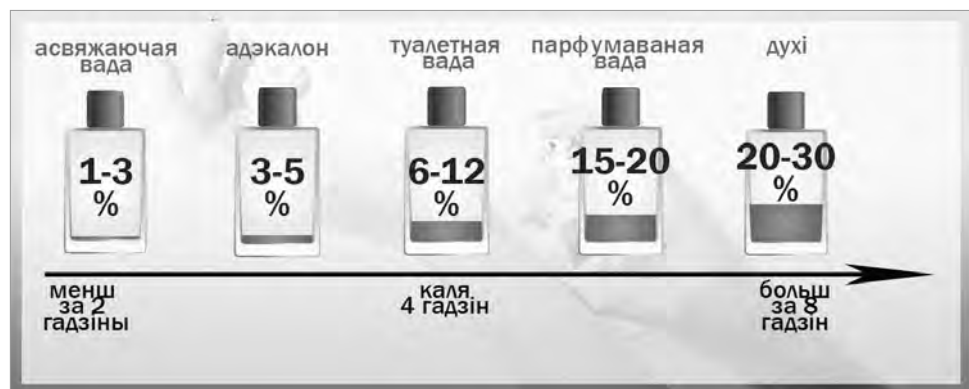 асвяжаючая
вада
адэкалон
туалетная
вада
парфумаваная
вада
духі
1-3
%
3-5
%
6-12
%
15-20
%
20-30
%
менш
за 2
гадзіны
каля
4 гадзін
больш
за 8
гадзін